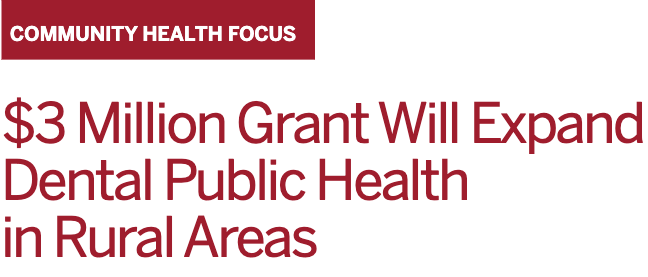 COMMUNITY HEALTH FOCUS
$3 Million Grant Will Expand
Dental Public Health
in Rural Areas